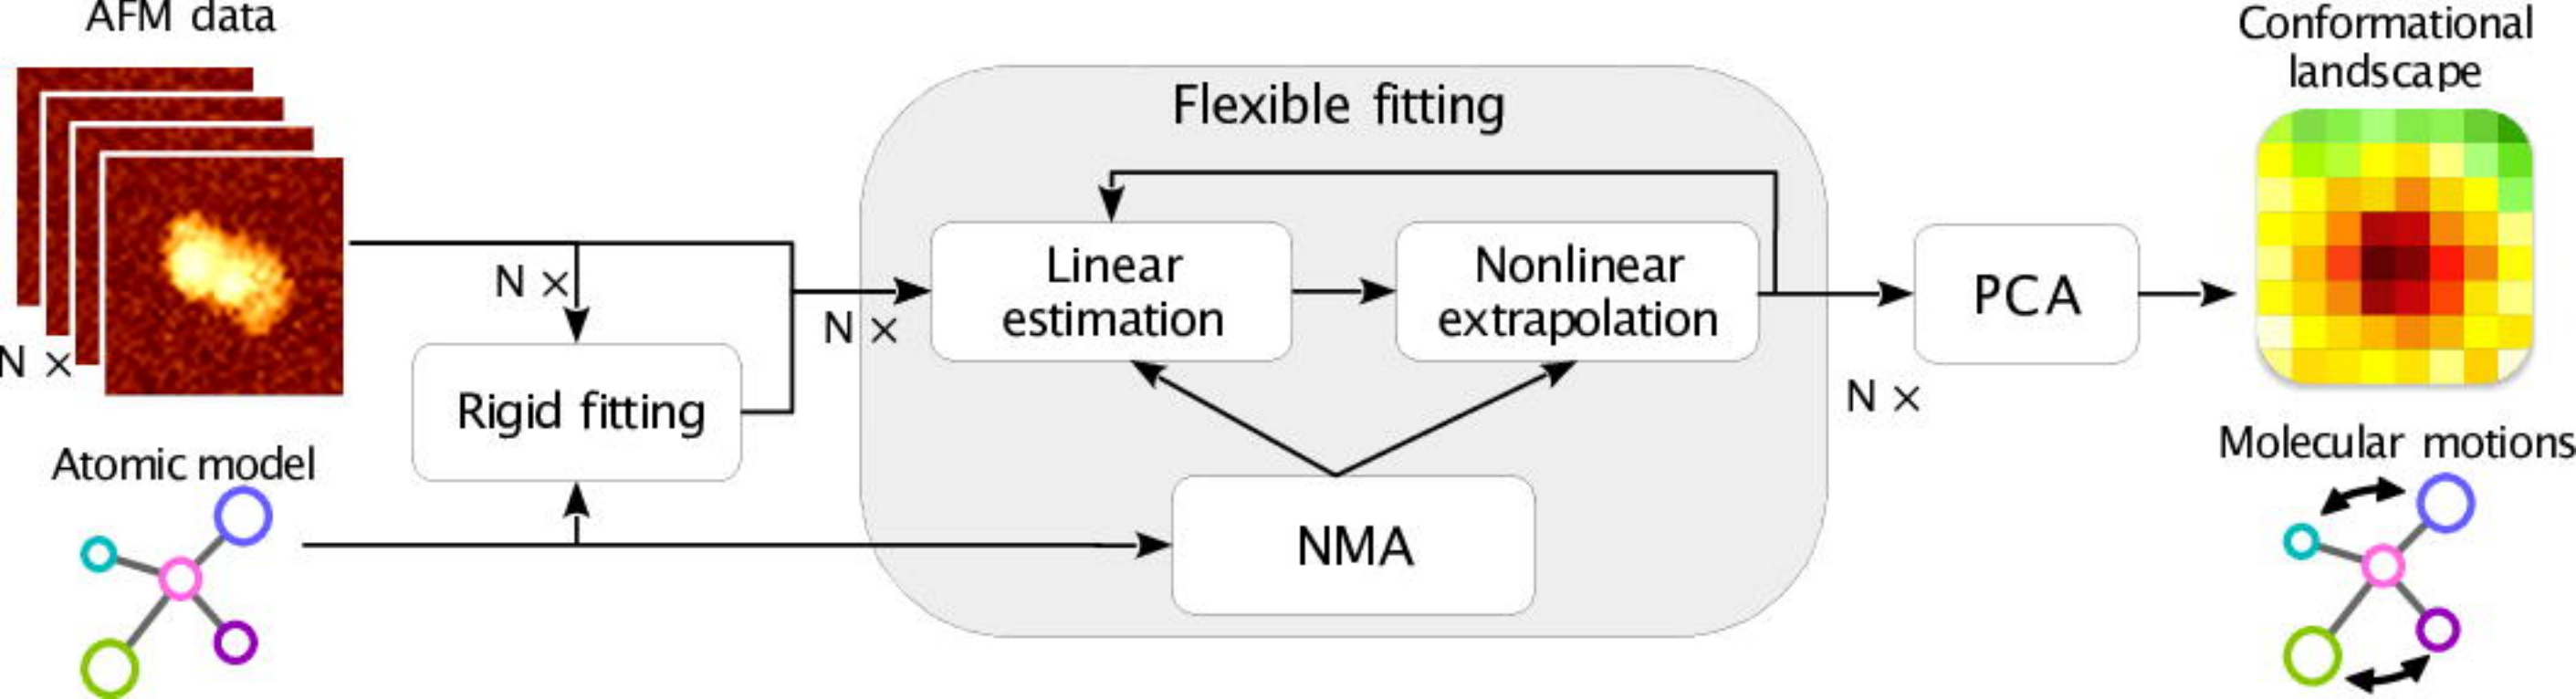 AFM data
N ×
Atomic model
N ×
Rigid fitting
N ×
Flexible fitting
Linear
estimation
Nonlinear
extrapolation
NMA
N ×
PCA
Conformational
landscape
Molecular motions